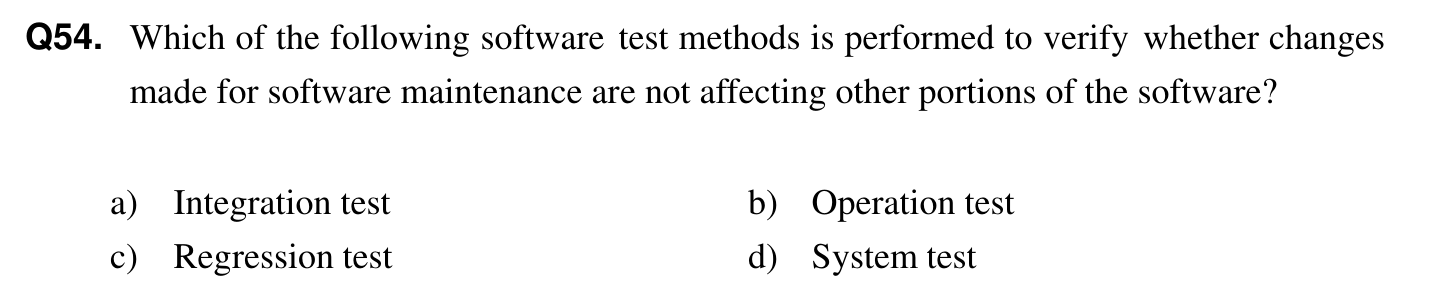 Q54. Which of the following software test methods is performed to verify whether changes
made for software maintenance are not affecting other portions of the software?
a) Integration test b) Operation test
c) Regression test d) System test